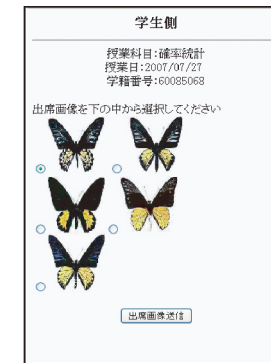 学生側
授業科目:確率統計
授業日:2007/07/27
学籍番号:60085068
出席画像を下の中から選択してください
出席画像送信